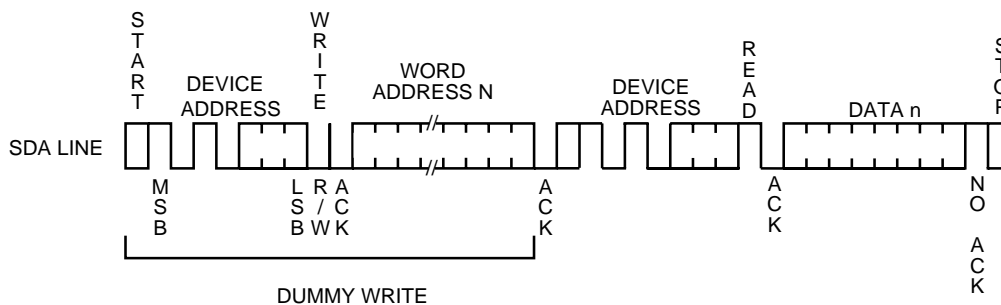 START
WRITE
READ
STOP
DEVICE
ADDRESS
WORD
ADDRESS N
DEVICE
ADDRESS
DATA n
SDA LINE
MSB
LSB
R/W
ACK
ACK
ACK
NO ACK
DUMMY WRITE